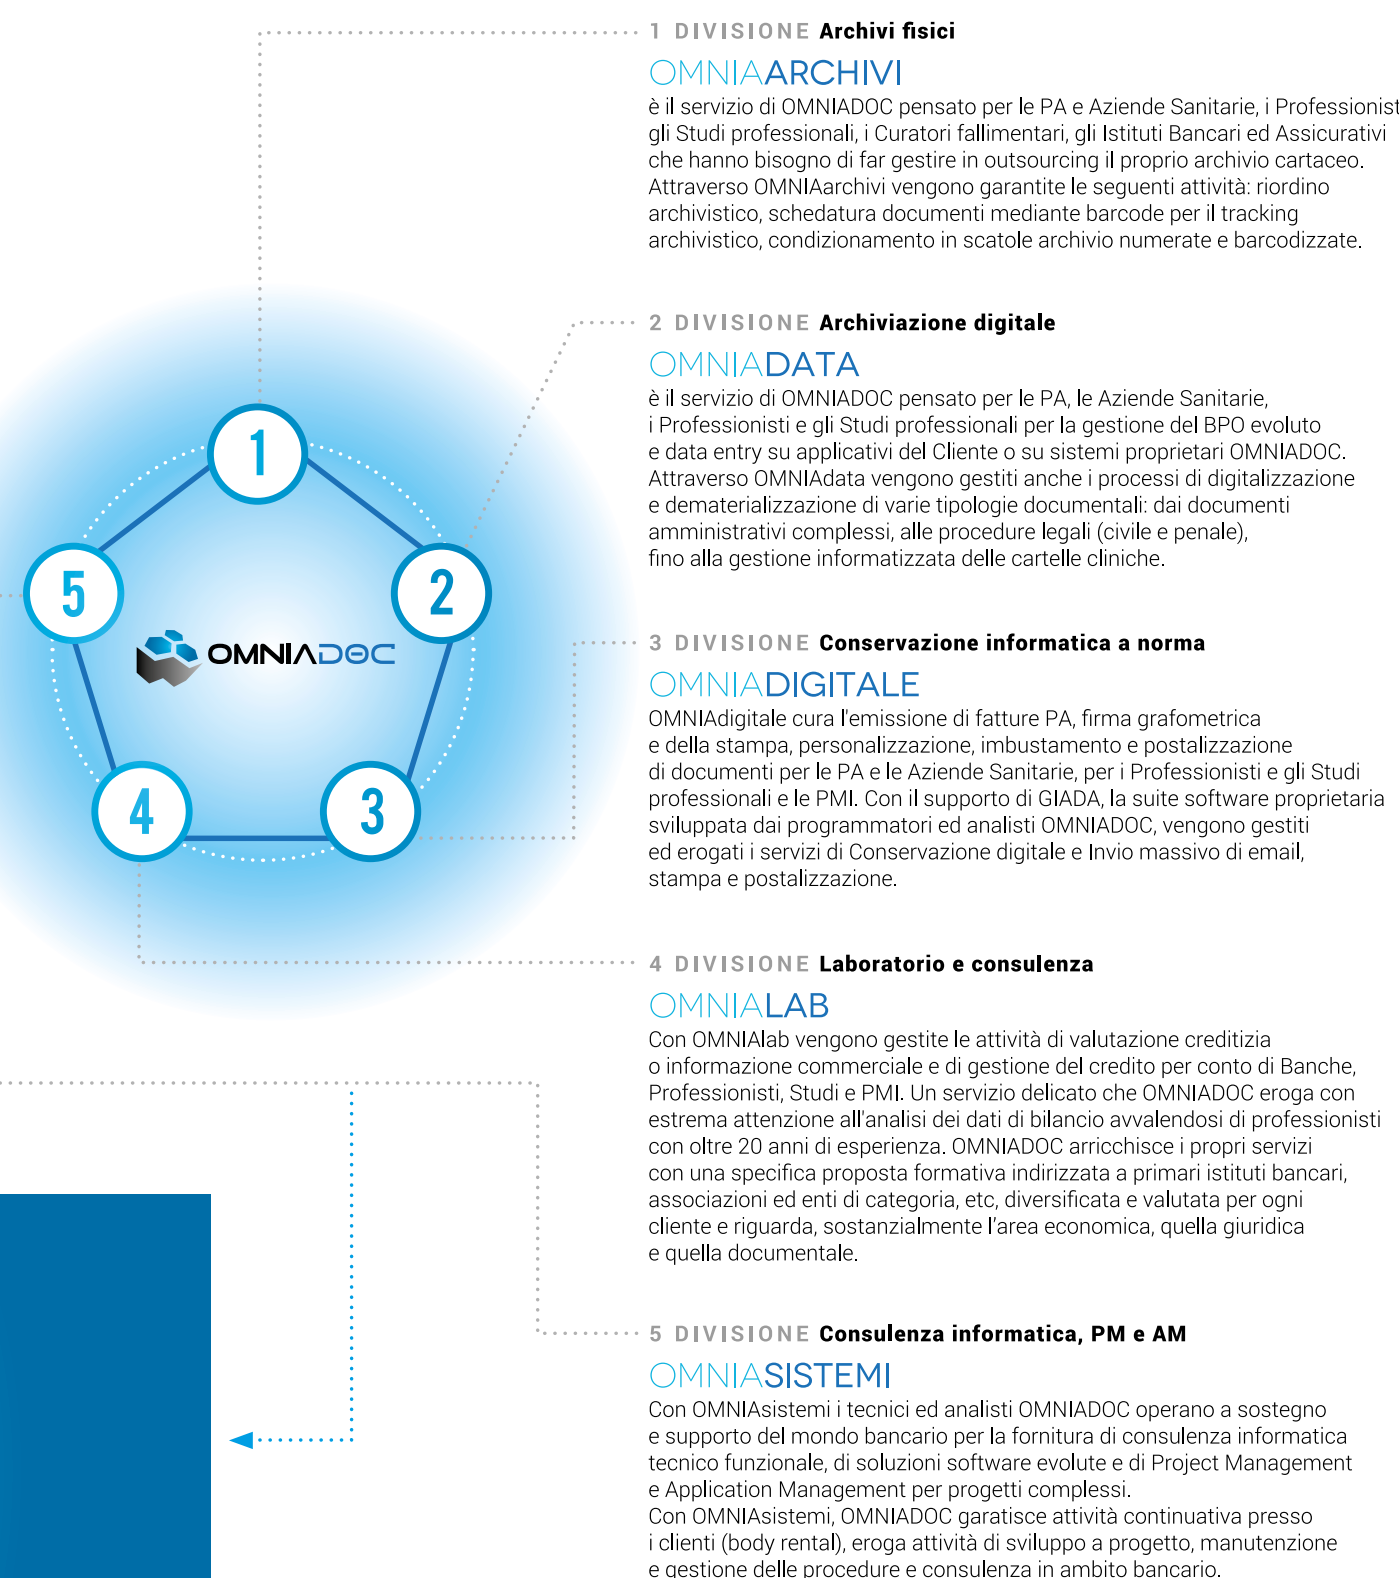 1 DIVISIONE Archivi fisici
OMNIAARCHIVI
è il servizio di OMNIADOC pensato per le PA e Aziende Sanitarie, i Professionist
gli Studi professionali, i Curatori fallimentari, gli Istituti Bancari ed Assicurativi
che hanno bisogno di far gestire in outsourcing il proprio archivio cartaceo.
Attraverso OMNIAarchivi vengono garantite le seguenti attività: riordino
archivistico, schedatura documenti mediante barcode per il tracking
archivistico, condizionamento in scatole archivio numerate e barcodizzate.
2 DIVISIONE Archiviazione digitale
OMNIADATA
è il servizio di OMNIADOC pensato per le PA, le Aziende Sanitarie,
i Professionisti e gli Studi professionali per la gestione del BPO evoluto
e data entry su applicativi del Cliente o su sistemi proprietari OMNIADOC.
Attraverso OMNIAdata vengono gestiti anche i processi di digitalizzazione
e dematerializzazione di varie tipologie documentali: dai documenti
amministrativi complessi, alle procedure legali (civile e penale),
fino alla gestione informatizzata delle cartelle cliniche.
1
5
2
OMNIADOC
4
3
3 DIVISIONE Conservazione informatica a norma
OMNIADIGITALE
OMNIAdigitale cura l'emissione di fatture PA, firma grafometrica
e della stampa, personalizzazione, imbustamento e postalizzazione
di documenti per le PA e le Aziende Sanitarie, per i Professionisti e gli Studi
professionali e le PMI. Con il supporto di GIADA, la suite software proprietaria
sviluppata dai programmatori ed analisti OMNIADOC, vengono gestiti
ed erogati i servizi di Conservazione digitale e Invio massivo di email,
stampa e postalizzazione.
4 DIVISIONE Laboratorio e consulenza
OMNIALAB
Con OMNIAlab vengono gestite le attività di valutazione creditizia
o informazione commerciale e di gestione del credito per conto di Banche,
Professionisti, Studi e PMI. Un servizio delicato che OMNIADOC eroga con
estrema attenzione all'analisi dei dati di bilancio avvalendosi di professionisti
con oltre 20 anni di esperienza. OMNIADOC arricchisce i propri servizi
con una specifica proposta formativa indirizzata a primari istituti bancari,
associazioni ed enti di categoria, etc, diversificata e valutata per ogni
cliente e riguarda, sostanzialmente l’area economica, quella giuridica
e quella documentale.
5 DIVISIONE Consulenza informatica, PM e AM
OMNIASISTEMI
Con OMNIAsistemi i tecnici ed analisti OMNIADOC operano a sostegno
e supporto del mondo bancario per la fornitura di consulenza informatica
tecnico funzionale, di soluzioni software evolute e di Project Management
e Application Management per progetti complessi.
Con OMNIAsistemi, OMNIADOC garatisce attività continuativa presso
i clienti (body rental), eroga attività di sviluppo a progetto, manutenzione
e gestione delle procedure e consulenza in ambito bancario.